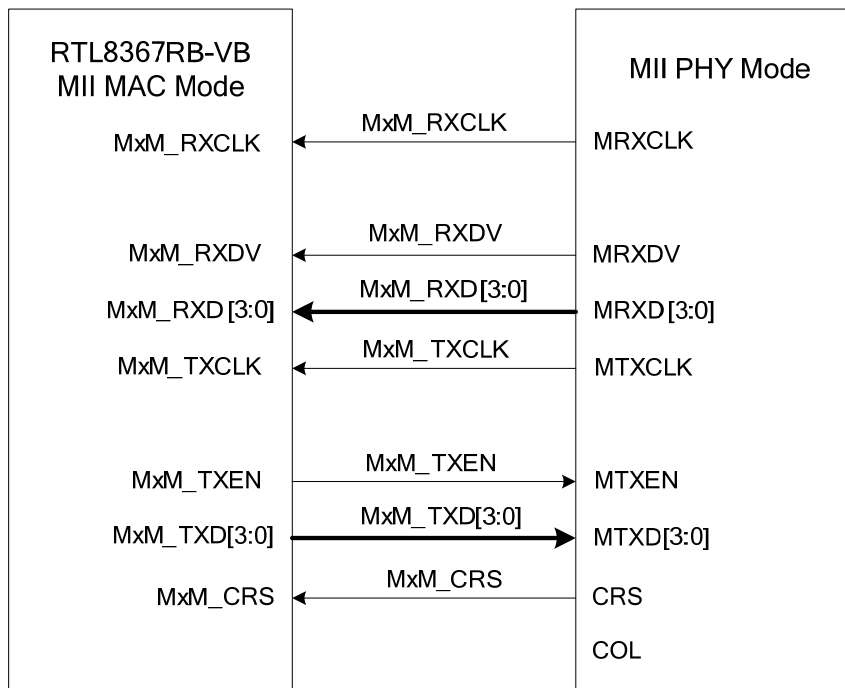 RTL8367RB-VB
MII MAC Mode
MII PHY Mode
MxM_RXCLK
MxM_RXCLK
MRXCLK
MxM_RXDV
MxM_RXDV
MRXDV
MxM_RXD[3:0]
MxM_RXD[3:0]
MRXD[3:0]
MxM_TXCLK
MxM_TXCLK
MTXCLK
MxM_TXEN
MxM_TXEN
MTXEN
MxM_TXD[3:0]
MxM_TXD[3:0]
MTXD[3:0]
MxM_CRS
MxM_CRS
CRS
COL